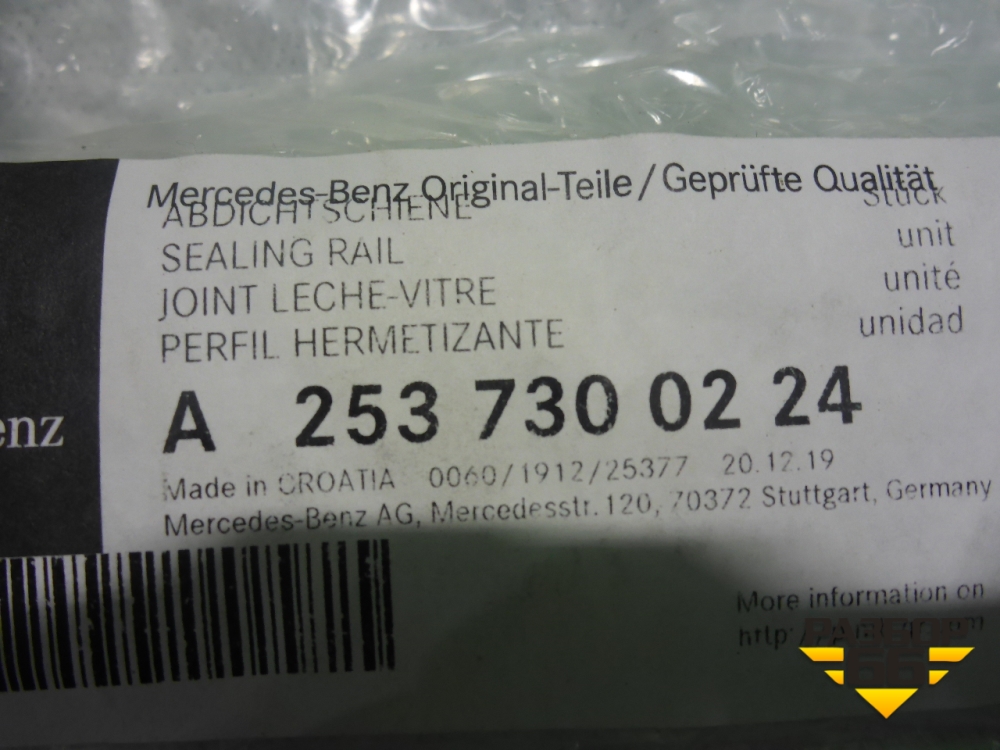 Mercedes-Benz Original-Teile / Geprüfte Qualität
ABDICHTSCHIENE Stück
SEALING RAIL unit
JOINT LECHE-VITRE unité
PERFIL HERMETIZANTE unidad
A 253 730 02 24
enz
Made in CROATIA 0060/1912/25377 20.12.19
Mercedes-Benz AG, Mercedesstr. 120, 70372 Stuttgart, Germany
More information on
РАЗБОР
66